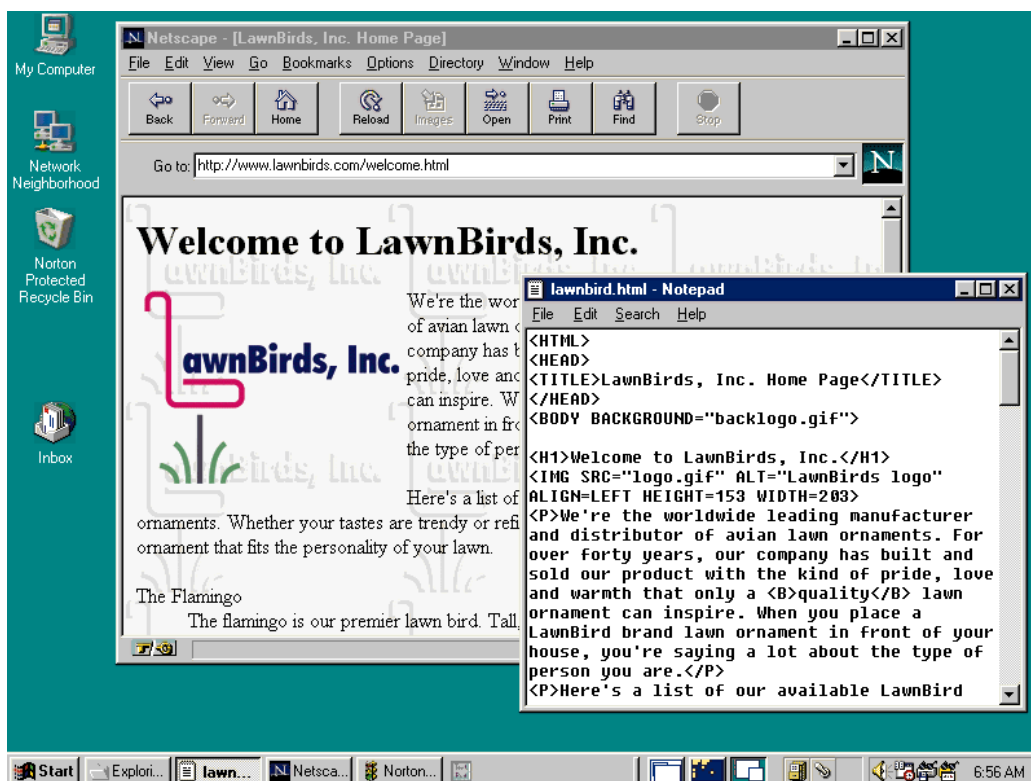 My Computer
Network
Neighborhood
Norton
Protected
Recycle Bin
Inbox
Netscape - [LawnBirds, Inc. Home Page]
File Edit View Go Bookmarks Options Directory Window Help
Back Forward Home Reload Images Open Print Find Stop
Go to: http://www.lawnbirds.com/welcome.html
N
Welcome to LawnBirds, Inc.
LawnBirds, Inc.
We're the wor
of avian lawn
company has
pride, love and
can inspire. W
ornament in fro
the type of per
Here's a list of
ornaments. Whether your tastes are trendy or refi
ornament that fits the personality of your lawn.
The Flamingo
The flamingo is our premier lawn bird. Tall,
lawnbird.html - Notepad
File Edit Search Help
<HTML>
<HEAD>
<TITLE>LawnBirds, Inc. Home Page</TITLE>
</HEAD>
<BODY BACKGROUND="backlogo.gif">
<H1>Welcome to LawnBirds, Inc.</H1>
<IMG SRC="logo.gif" ALT="LawnBirds logo"
ALIGN=LEFT HEIGHT=153 WIDTH=203>
<P>We're the worldwide leading manufacturer
and distributor of avian lawn ornaments. For
over forty years, our company has built and
sold our product with the kind of pride, love
and warmth that only a <B>quality</B> lawn
ornament can inspire. When you place a
LawnBird brand lawn ornament in front of your
house, you're saying a lot about the type of
person you are.</P>
<P>Here's a list of our available LawnBird
Start Explori... lawn... Netsca... Norton... 6:56 AM